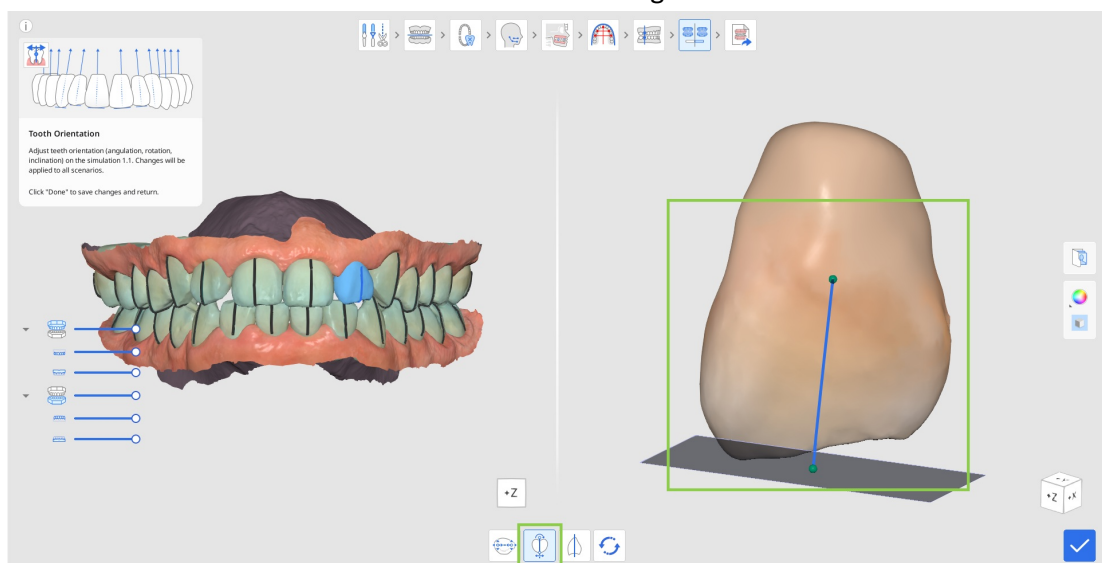 Tooth Orientation
Adjust teeth orientation (angulation, rotation,
inclination) on the simulation 1.1. Changes will be
applied to all scenarios.
Click "Done" to save changes and return.
+Z
+Z +X